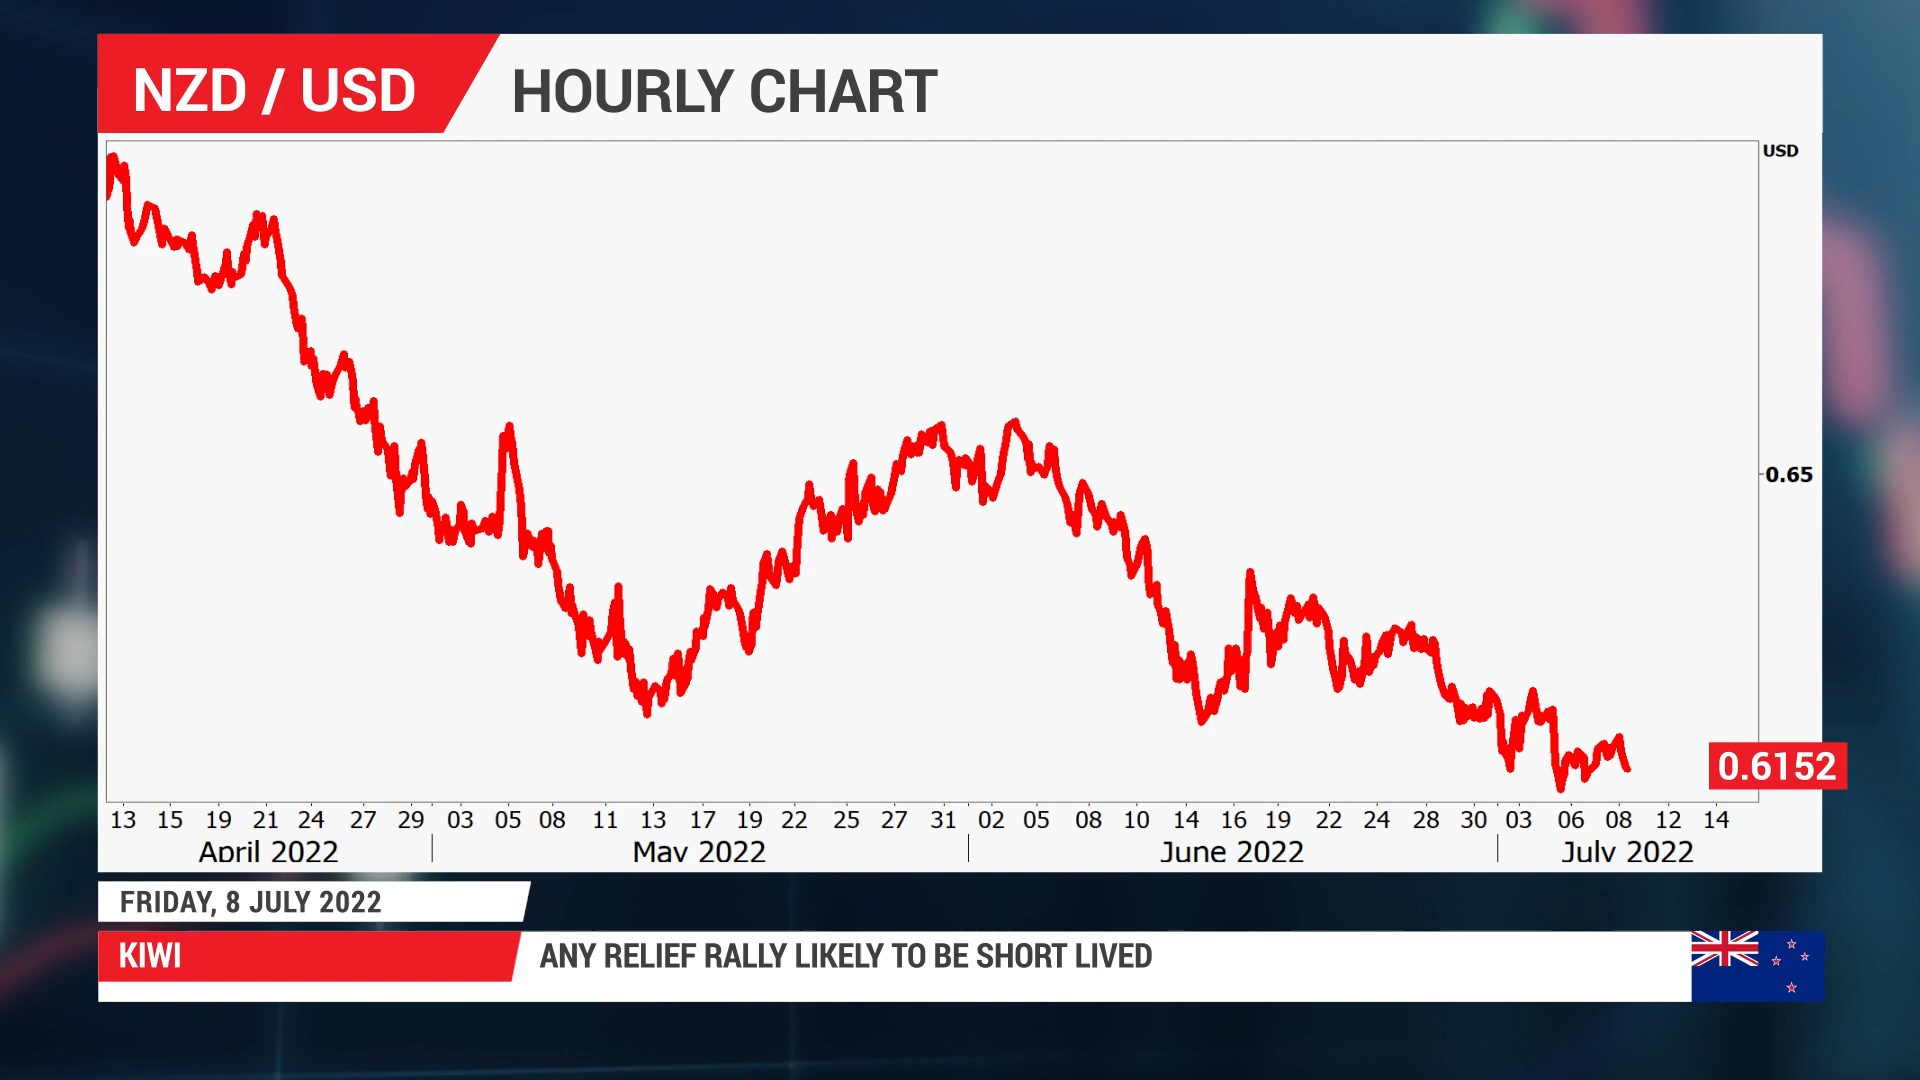 NZD / USD HOURLY CHART
USD
0.65
0.6152
13 15 19 21 24 27 29 03 05 08 11 13 17 19 22 25 27 31 02 05 08 10 14 16 19 22 24 28 30 03 06 08 12 14
April 2022 May 2022 June 2022 July 2022
FRIDAY, 8 JULY 2022
KIWI ANY RELIEF RALLY LIKELY TO BE SHORT LIVED